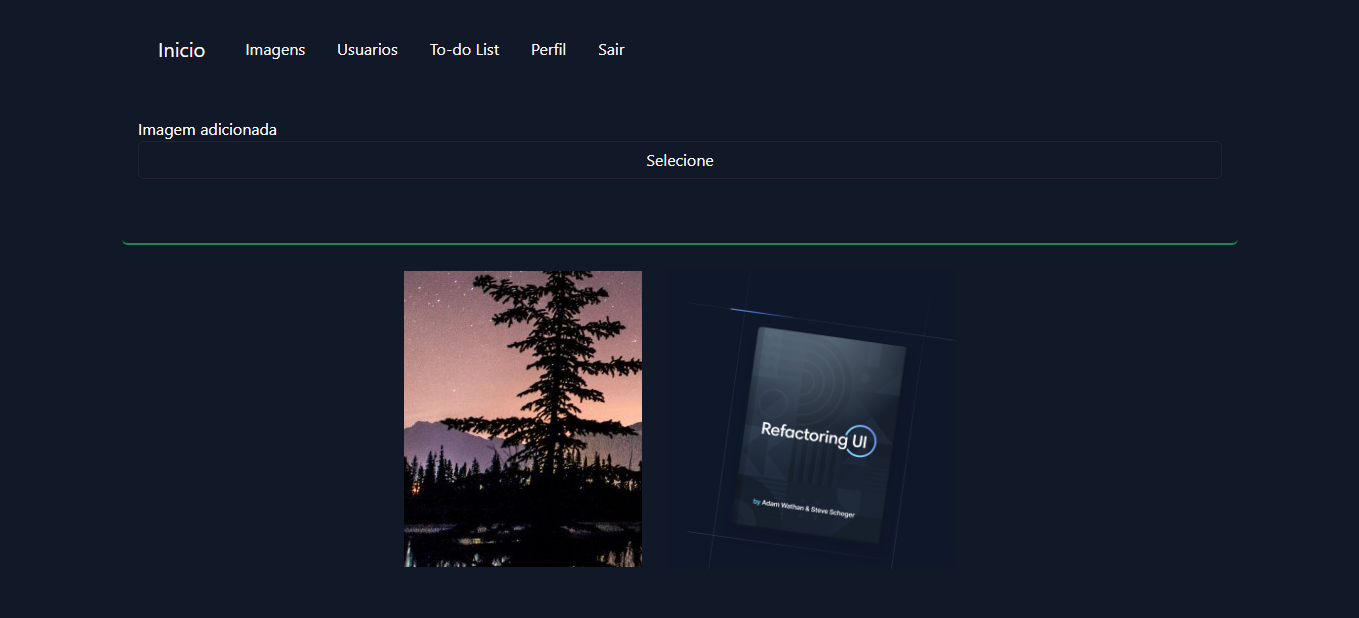 Inicio Imagens Usuarios To-do List Perfil Sair
Imagem adicionada
Selecione
Refactoring UI
by Adam Wathan & Steve Schoger